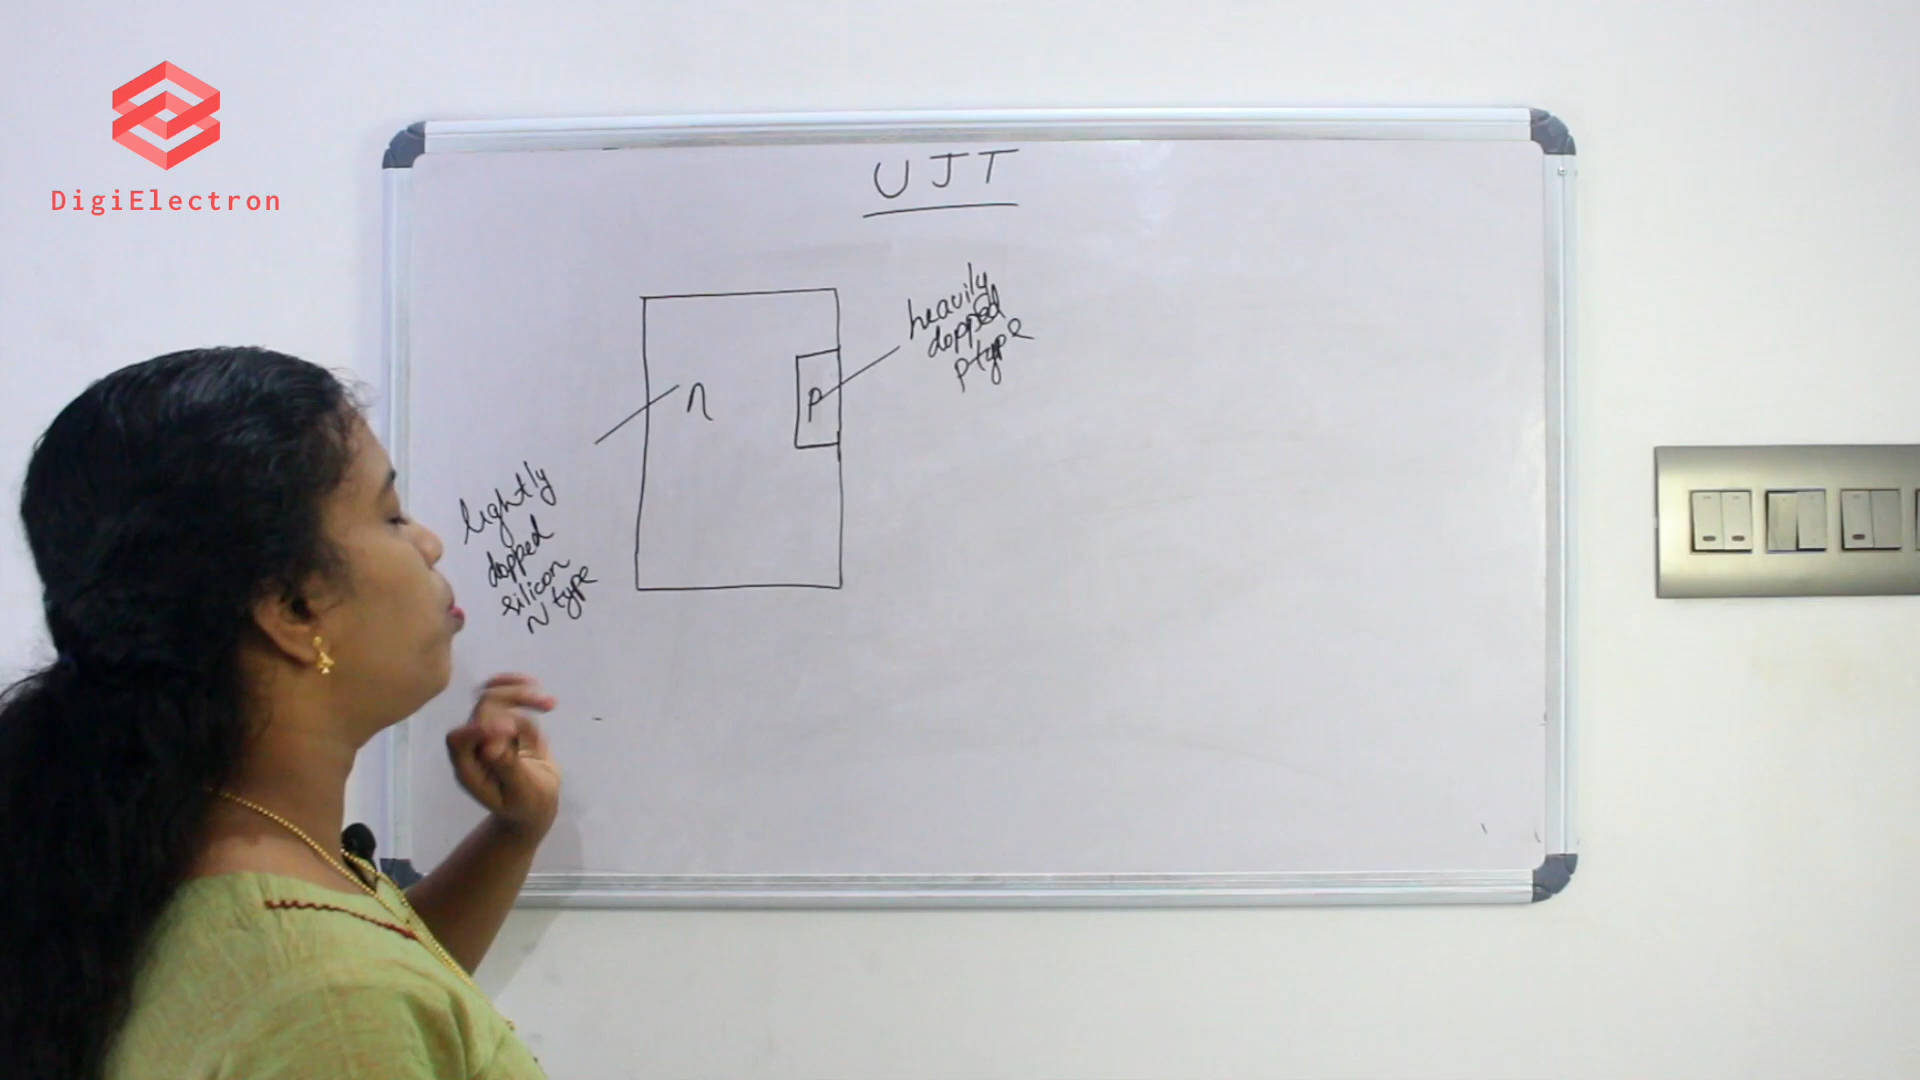 DigiElectron
UJT
heavily
dopped
p type
n
p
lightly
dopped
silicon
N type